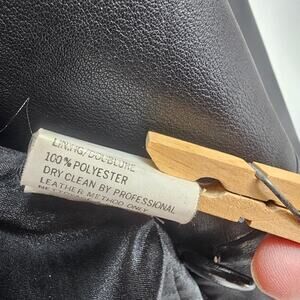 LINING/DOUBLURE
100% POLYESTER
DRY CLEAN BY PROFESSIONAL
LEATHER METHOD ONLY